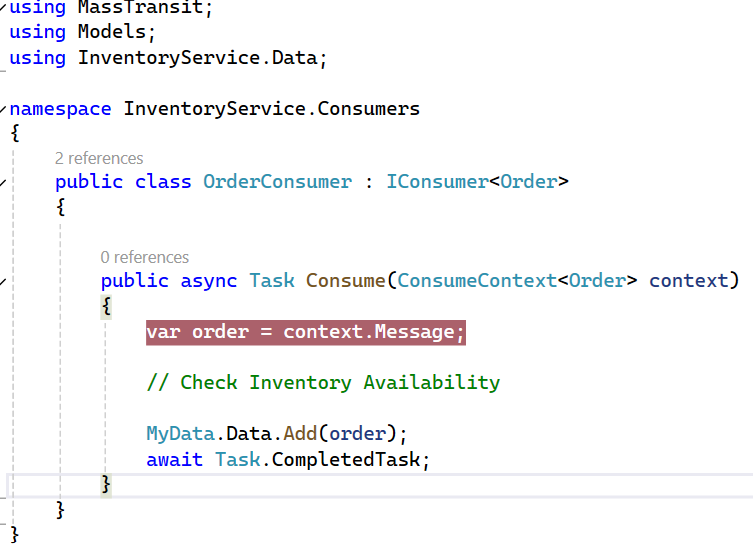 using MassTransit;
using Models;
using InventoryService.Data;
namespace InventoryService.Consumers
{
2 references
public class OrderConsumer : IConsumer<Order>
{
0 references
public async Task Consume(ConsumeContext<Order> context)
{
var order = context.Message;
// Check Inventory Availability
MyData.Data.Add(order);
await Task.CompletedTask;
}
}
}